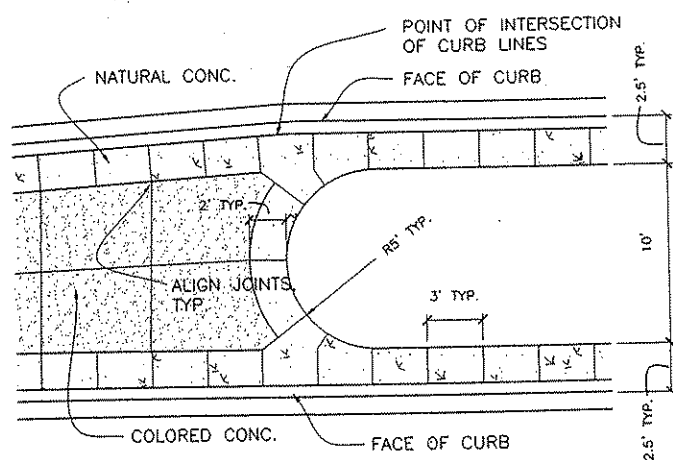 POINT OF INTERSECTION
OF CURB LINES
NATURAL CONC.
FACE OF CURB
2.5' TYP.
2' TYP.
R5' TYP.
10'
ALIGN JOINTS,
TYP
3' TYP.
COLORED CONC.
FACE OF CURB
2.5' TYP.